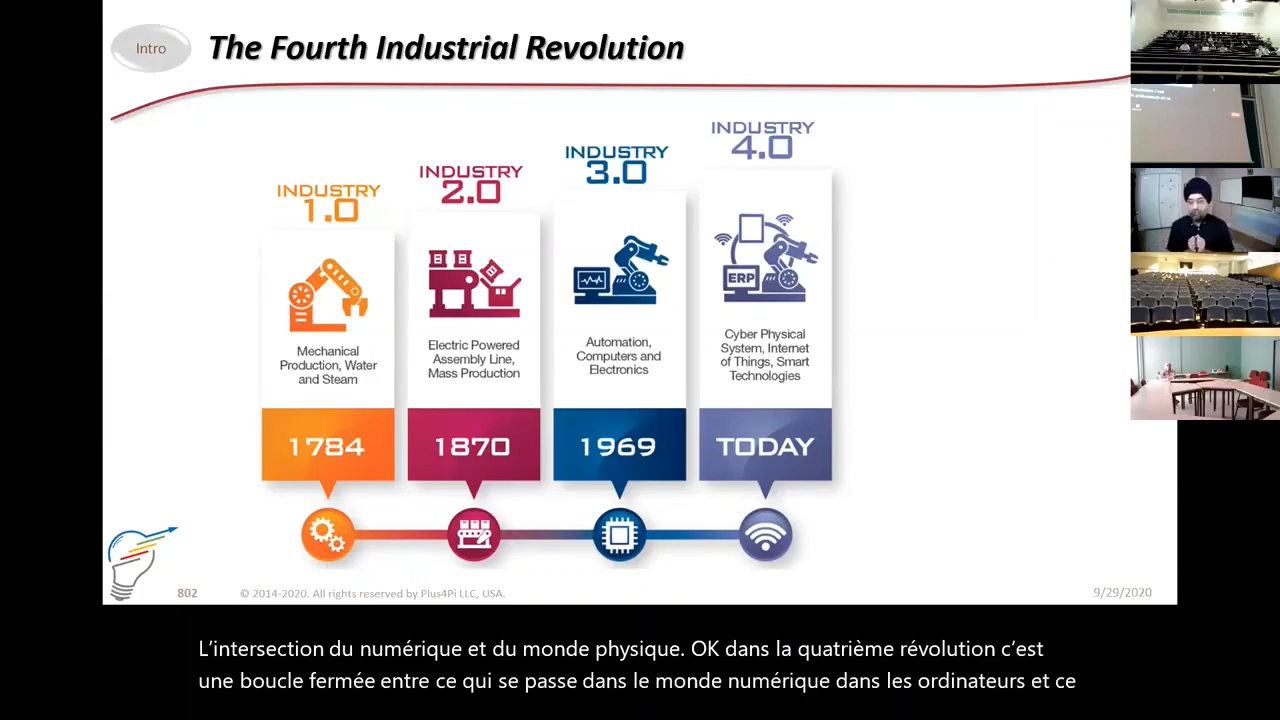 Intro
The Fourth Industrial Revolution
INDUSTRY
1.0
Mechanical
Production, Water
and Steam
1784
INDUSTRY
2.0
Electric Powered
Assembly Line,
Mass Production
1870
INDUSTRY
3.0
Automation,
Computers and
Electronics
1969
INDUSTRY
4.0
ERP
Cyber Physical
System, Internet
of Things, Smart
Technologies
TODAY
802
© 2014-2020. All rights reserved by Plus4Pi LLC, USA.
9/29/2020
L'intersection du numérique et du monde physique. OK dans la quatrième révolution c'est
une boucle fermée entre ce qui se passe dans le monde numérique dans les ordinateurs et ce